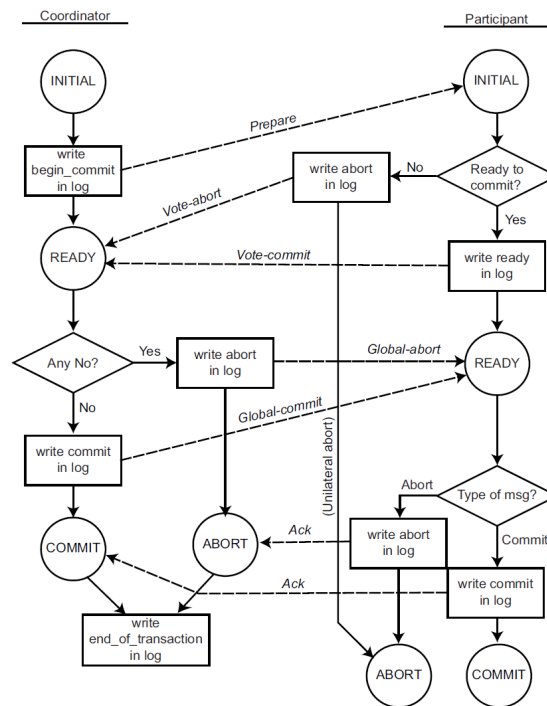 Coordinator
Participant
INITIAL
INITIAL
Prepare
write
begin_commit
in log
write abort
in log
No
Ready to
commit?
Vote-abort
Yes
READY
Vote-commit
write ready
in log
Any No?
Yes
write abort
in log
Global-abort
READY
No
Global-commit
write commit
in log
(Unilateral abort)
Abort
Type of msg?
COMMIT
ABORT
Ack
write abort
in log
Commit
Ack
write commit
in log
write
end_of_transaction
in log
ABORT
COMMIT